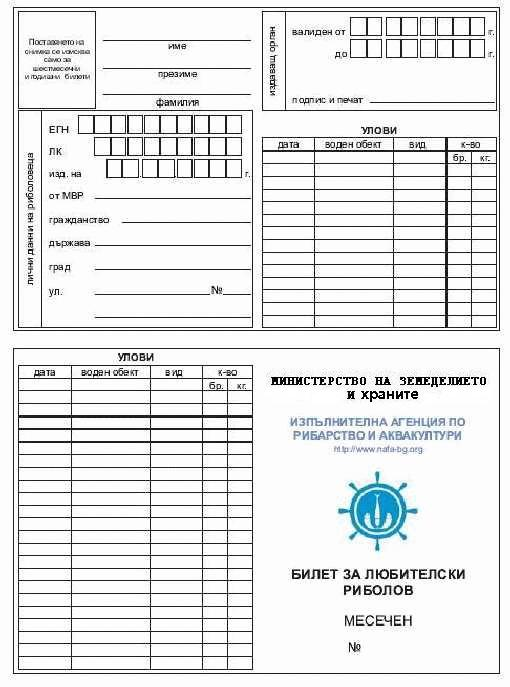 Поставянето на
снимка се изисква
само за
шестмесечни
и годишни билети
име
презиме
фамилия
издаващ орган
валиден от г.
до г.
подпис и печат
лични данни на риболовеца
ЕГН
ЛК
изд. на г.
от МВР
гражданство
държава
град
ул. №
УЛОВИ
дата воден обект вид к-во
бр. кг.
УЛОВИ
дата воден обект вид к-во
бр. кг.
МИНИСТЕРСТВО НА ЗЕМЕДЕЛИЕТО
и храните
ИЗПЪЛНИТЕЛНА АГЕНЦИЯ ПО
РИБАРСТВО И АКВАКУЛТУРИ
http://www.nafa-bg.org
БИЛЕТ ЗА ЛЮБИТЕЛСКИ
РИБОЛОВ
МЕСЕЧЕН
№